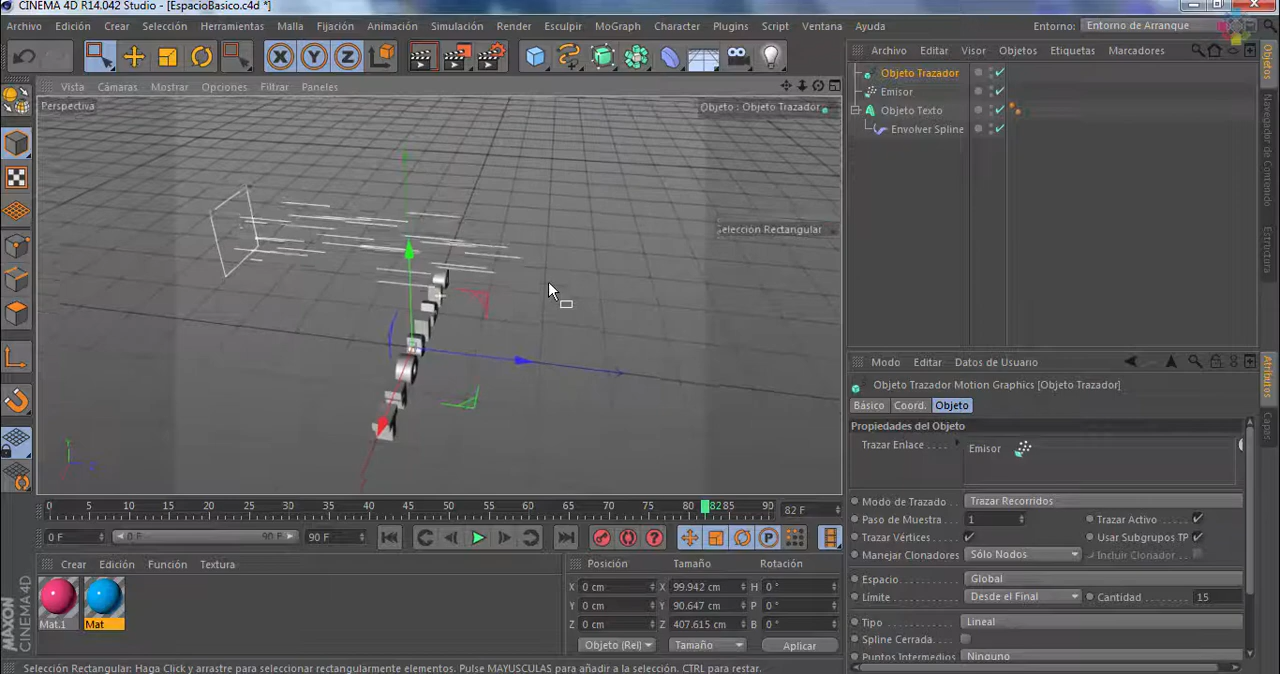 CINEMA 4D R14.042 Studio - [EspacioBasico.c4d *]
Archivo Edición Crear Selección Herramientas Malla Fijación Animación Simulación Render Esculpir MoGraph Character Plugins Script Ventana Ayuda Entorno: Entorno de Arranque
X Y Z
Archivo Editar Visor Objetos Etiquetas Marcadores
Vista Cámaras Mostrar Opciones Filtrar Paneles
Perspectiva
Objeto : Objeto Trazador
Selección Rectangular
Objeto Trazador
Emisor
Objeto Texto
Envolver Spline
Objetos
Navegador de Contenido
Estructura
Modo Editar Datos de Usuario
Objeto Trazador Motion Graphics [Objeto Trazador]
Básico Coord. Objeto
Propiedades del Objeto
Trazar Enlace Emisor
Modo de Trazado Trazar Recorridos
Paso de Muestra 1 Trazar Activo
Trazar Vértices Usar Subgrupos TP
Manejar Clonadores Sólo Nodos Incluir Clonador
Espacio Global
Límite Desde el Final Cantidad 15
Tipo Lineal
Spline Cerrada
Puntos Intermedios Ninguno
Atributos
Capas
0 5 10 15 20 25 30 35 40 45 50 55 60 65 70 75 80 82 85 90 82 F
0 F 0 F 90 F 90 F
Crear Edición Función Textura
Mat.1 Mat
Posición Tamaño Rotación
X 0 cm X 99.942 cm H 0 °
Y 0 cm Y 90.647 cm P 0 °
Z 0 cm Z 407.615 cm B 0 °
Objeto (Rel) Tamaño Aplicar
MAXON CINEMA 4D
Selección Rectangular: Haga Click y arrastre para seleccionar rectangularmente elementos. Pulse MAYUSCULAS para añadir a la selección. CTRL para restar.